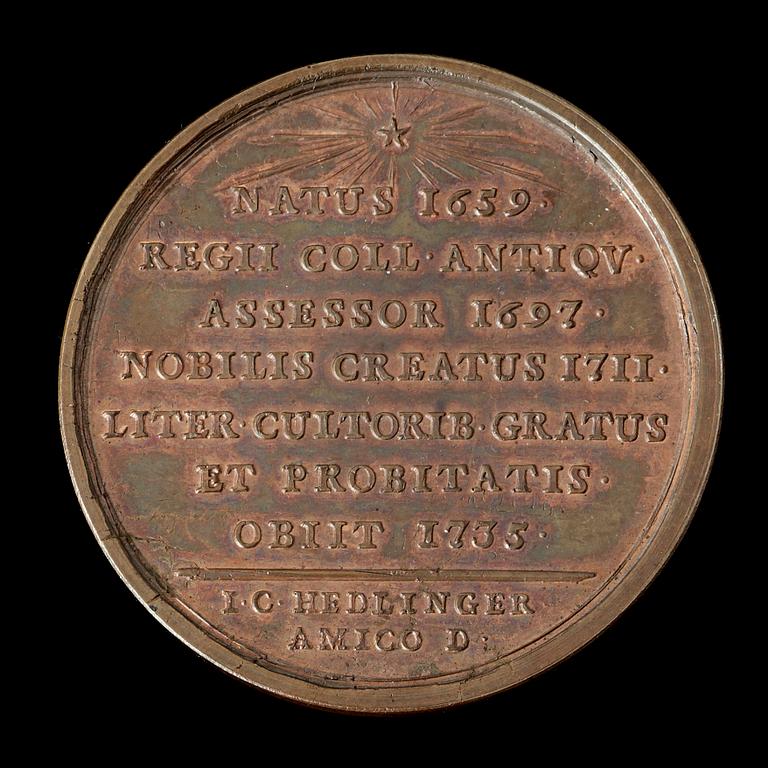 NATUS 1659·
REGII COLL·ANTIQV·
ASSESSOR 1697·
NOBILIS CREATUS 1711·
LITER·CULTORIB·GRATUS
ET PROBITATIS·
OBIIT 1735·
I·C·HEDLINGER
AMICO D: